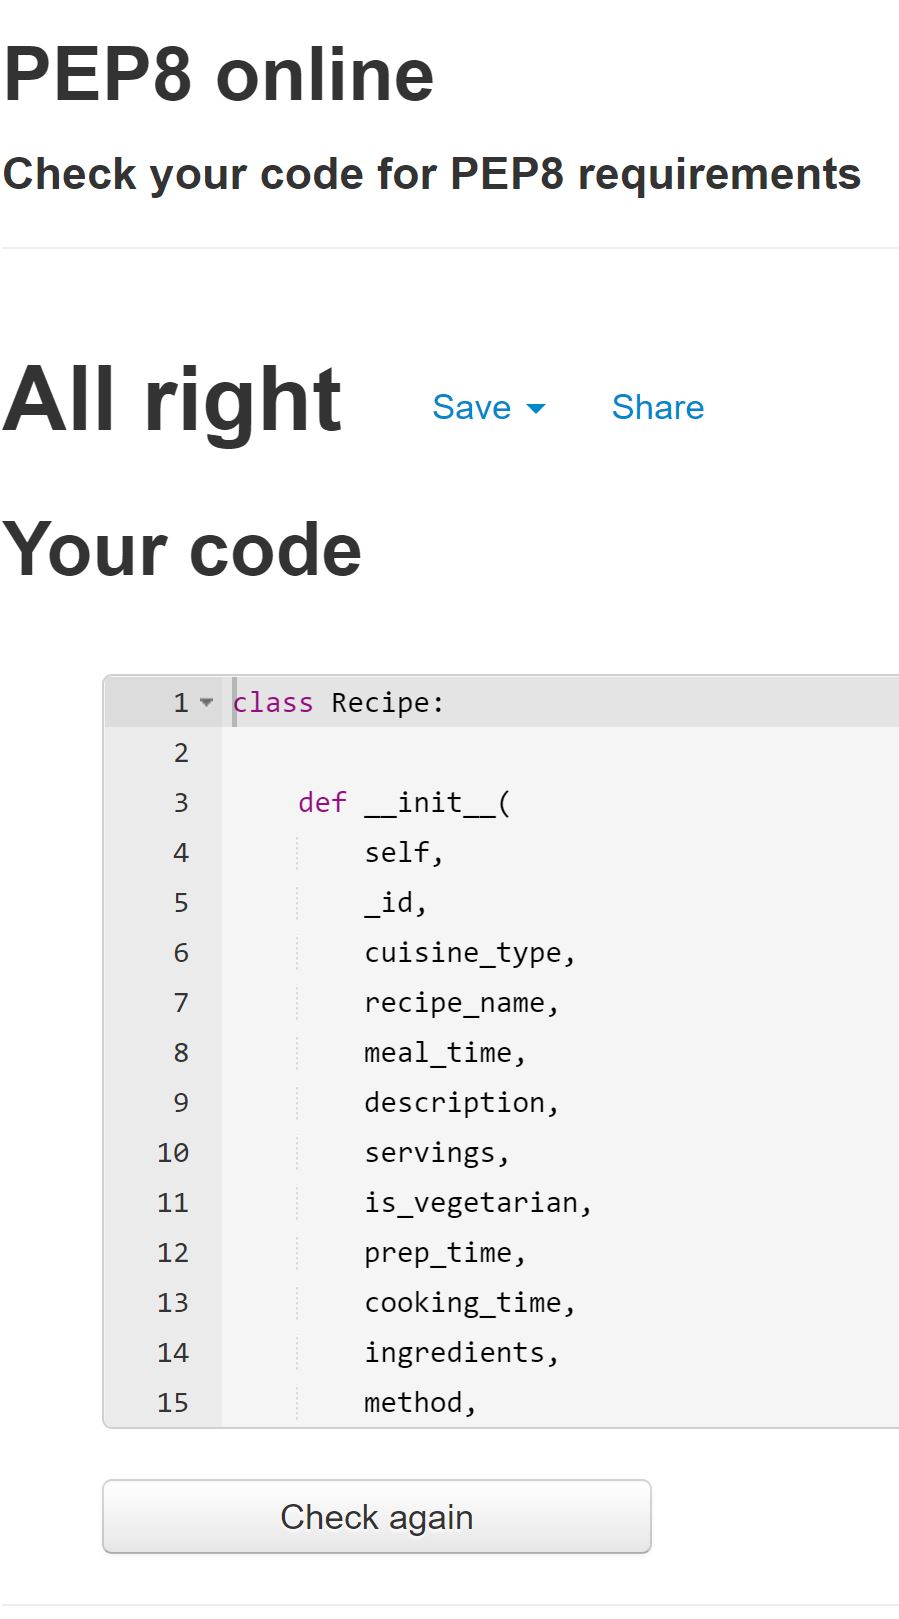 PEP8 online
Check your code for PEP8 requirements
All right Save Share
Your code
1 class Recipe:
2
3 def __init__(
4 self,
5 _id,
6 cuisine_type,
7 recipe_name,
8 meal_time,
9 description,
10 servings,
11 is_vegetarian,
12 prep_time,
13 cooking_time,
14 ingredients,
15 method,
Check again